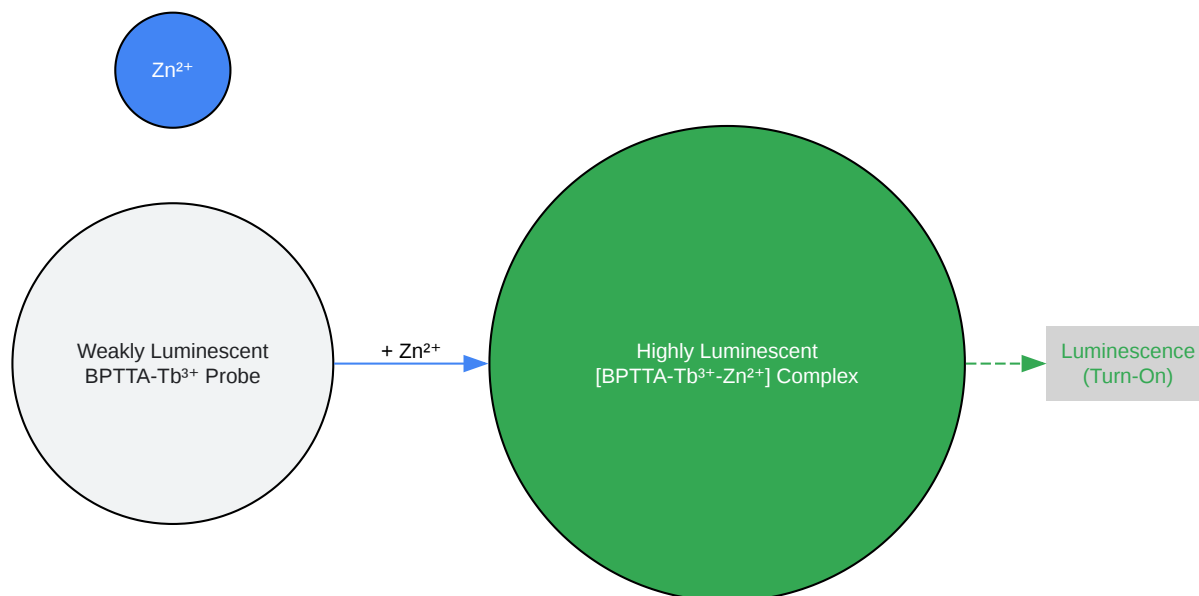 Zn²⁺
Weakly Luminescent
BPTTA-Tb³⁺ Probe
+ Zn²⁺
Highly Luminescent
[BPTTA-Tb³⁺-Zn²⁺] Complex
Luminescence
(Turn-On)